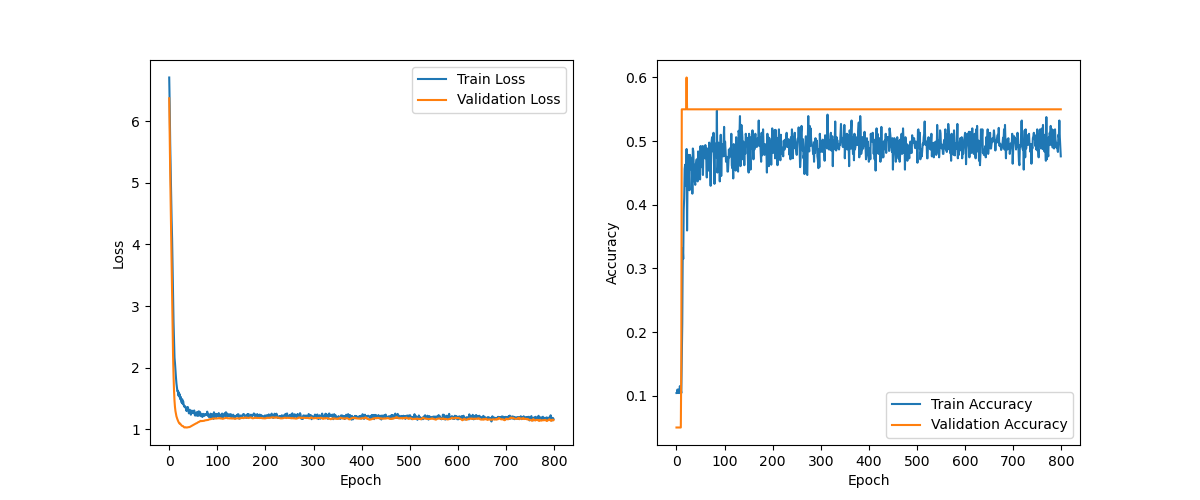 Train Loss
Validation Loss
6
5
4
3
2
1
0 100 200 300 400 500 600 700 800
Epoch
Loss
0.6
0.5
0.4
0.3
0.2
0.1
Train Accuracy
Validation Accuracy
0 100 200 300 400 500 600 700 800
Epoch
Accuracy